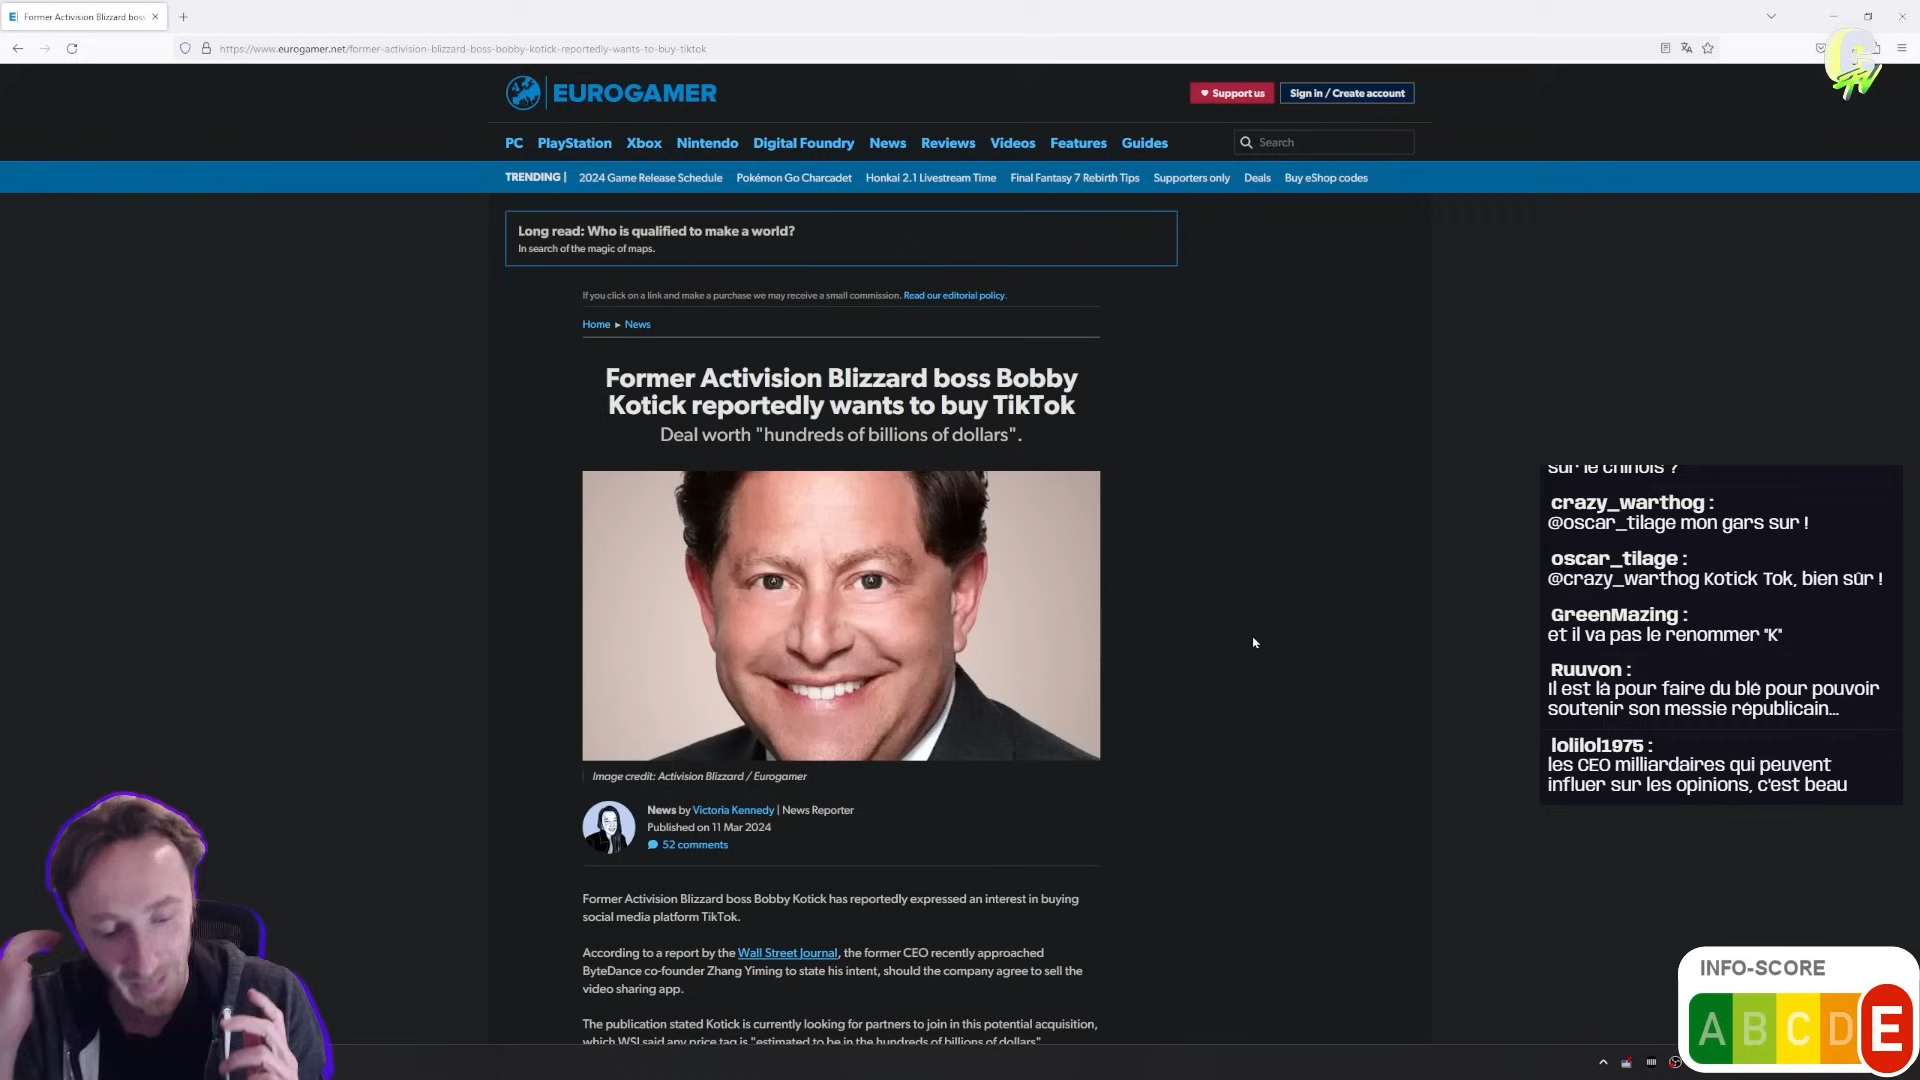 Former Activision Blizzard boss
https://www.eurogamer.net/former-activision-blizzard-boss-bobby-kotick-reportedly-wants-to-buy-tiktok
EUROGAMER
Support us
Sign in / Create account
PC PlayStation Xbox Nintendo Digital Foundry News Reviews Videos Features Guides
Search
TRENDING | 2024 Game Release Schedule Pokémon Go Charcadet Honkai 2.1 Livestream Time Final Fantasy 7 Rebirth Tips Supporters only Deals Buy eShop codes
Long read: Who is qualified to make a world?
In search of the magic of maps.
If you click on a link and make a purchase we may receive a small commission. Read our editorial policy.
Home ▸ News
Former Activision Blizzard boss Bobby
Kotick reportedly wants to buy TikTok
Deal worth "hundreds of billions of dollars".
Image credit: Activision Blizzard / Eurogamer
News by Victoria Kennedy | News Reporter
Published on 11 Mar 2024
52 comments
Former Activision Blizzard boss Bobby Kotick has reportedly expressed an interest in buying
social media platform TikTok.
According to a report by the Wall Street Journal, the former CEO recently approached
ByteDance co-founder Zhang Yiming to state his intent, should the company agree to sell the
video sharing app.
The publication stated Kotick is currently looking for partners to join in this potential acquisition,
which WSJ said any price tag is "estimated to be in the hundreds of billions of dollars".
sur le chinois ?
crazy_warthog :
@oscar_tilage mon gars sur !
oscar_tilage :
@crazy_warthog Kotick Tok, bien sûr !
GreenMazing :
et il va pas le renommer "K"
Ruuvon :
Il est là pour faire du blé pour pouvoir
soutenir son messie républicain...
lolilol1975 :
les CEO milliardaires qui peuvent
influer sur les opinions, c'est beau
INFO-SCORE
A B C D E